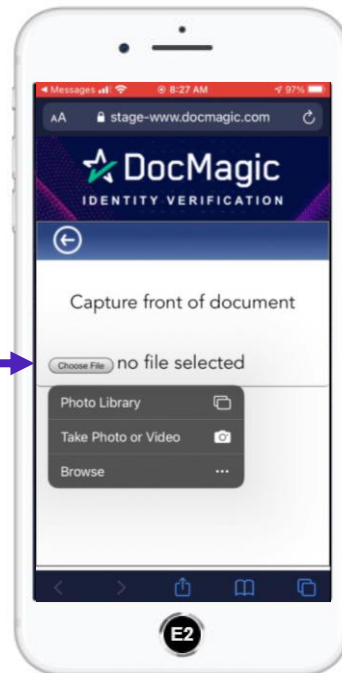 Messages 8:27 AM 97%
AA stage-www.docmagic.com
DocMagic
IDENTITY VERIFICATION
Capture front of document
Choose File no file selected
Photo Library
Take Photo or Video
Browse
E2